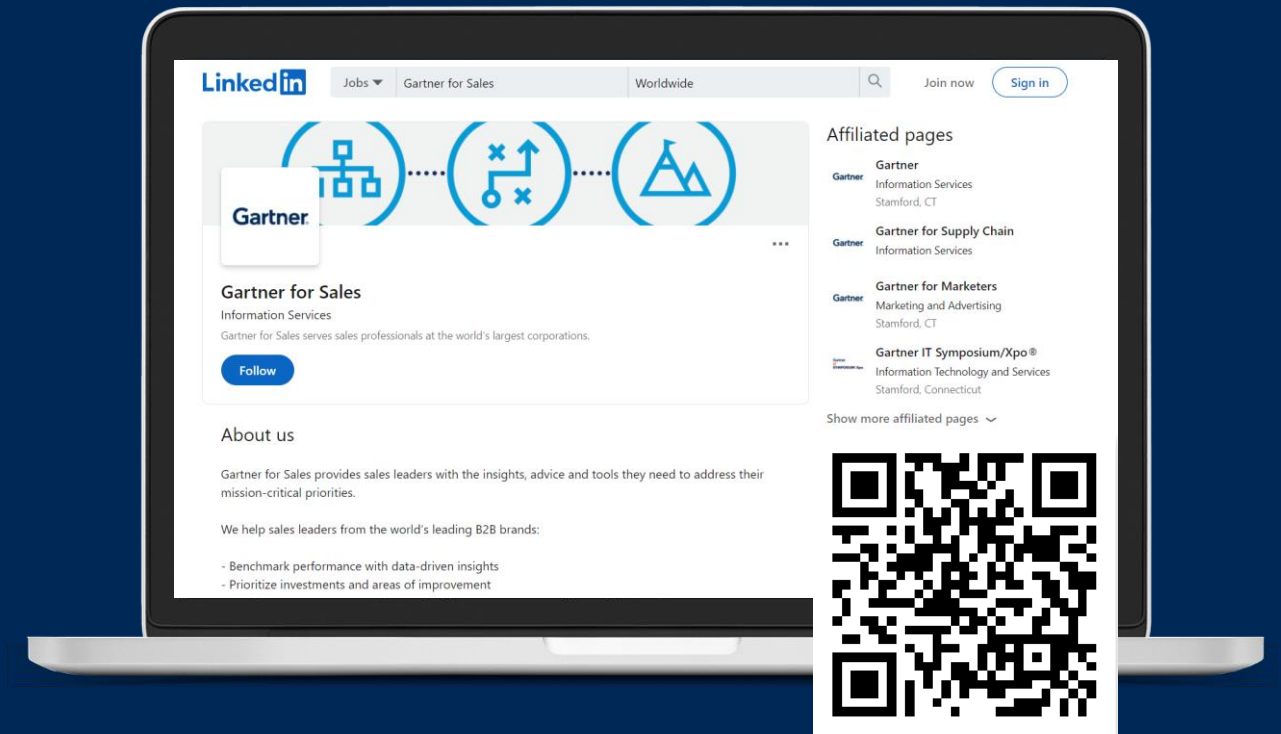 Linked in
Jobs
Gartner for Sales
Worldwide
Join now
Sign in
Gartner
Gartner for Sales
Information Services
Gartner for Sales serves sales professionals at the world's largest corporations.
Follow
About us
Gartner for Sales provides sales leaders with the insights, advice and tools they need to address their
mission-critical priorities.
We help sales leaders from the world's leading B2B brands:
- Benchmark performance with data-driven insights
- Prioritize investments and areas of improvement
Affiliated pages
Gartner
Gartner
Information Services
Stamford, CT
Gartner
Gartner for Supply Chain
Information Services
Gartner
Gartner for Marketers
Marketing and Advertising
Stamford, CT
Gartner IT Symposium/Xpo®
Information Technology and Services
Stamford, Connecticut
Show more affiliated pages